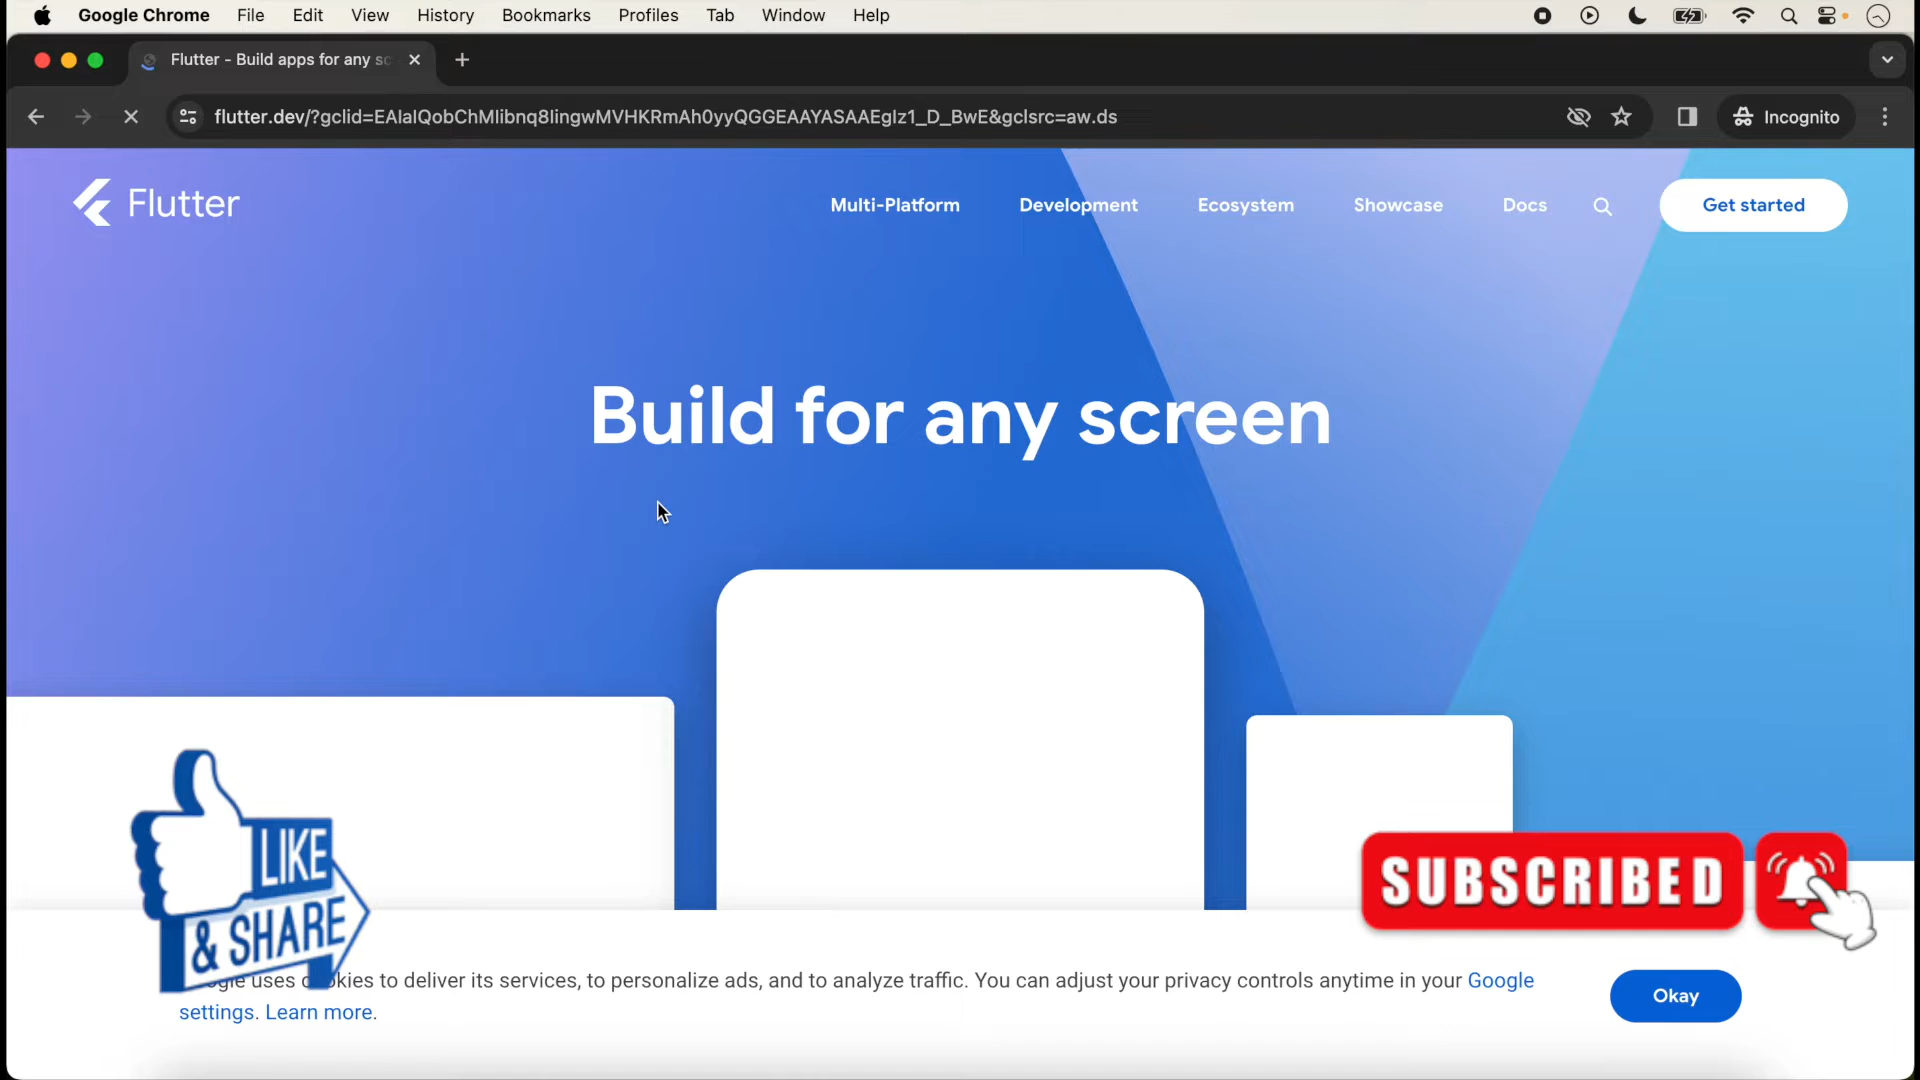 Google Chrome File Edit View History Bookmarks Profiles Tab Window Help
Flutter - Build apps for any sc
flutter.dev/?gclid=EAIaIQobChMIibnq8IingwMVHKRmAh0yyQGGEAAYASAAEgIz1_D_BwE&gclsrc=aw.ds
Incognito
Flutter
Multi-Platform Development Ecosystem Showcase Docs Get started
Build for any screen
LIKE
& SHARE
SUBSCRIBED
uses cookies to deliver its services, to personalize ads, and to analyze traffic. You can adjust your privacy controls anytime in your Google
settings. Learn more.
Okay